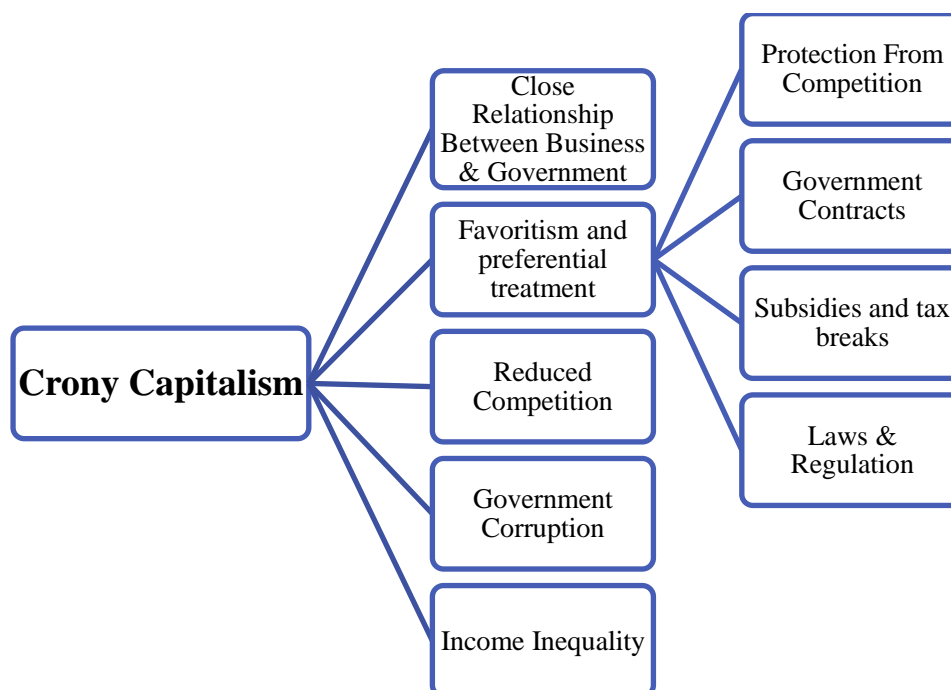 Crony Capitalism
Close
Relationship
Between Business
& Government
Favoritism and
preferential
treatment
Reduced
Competition
Government
Corruption
Income Inequality
Protection From
Competition
Government
Contracts
Subsidies and tax
breaks
Laws &
Regulation